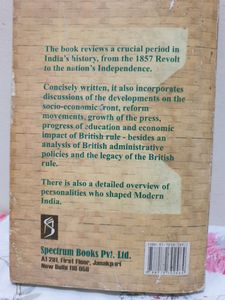 The book reviews a crucial period in
India's history, from the 1857 Revolt
to the nation's Independence.
Concisely written, it also incorporates
discussions of the developments on the
socio-economic front, reform
movements, growth of the press,
progress of education and economic
impact of British rule - besides an
analysis of British administrative
policies and the legacy of the British
rule.
There is also a detailed overview of
personalities who shaped Modern
India.
Spectrum Books Pvt. Ltd.
A1 291, First Floor, Janakpuri
New Delhi 110 058